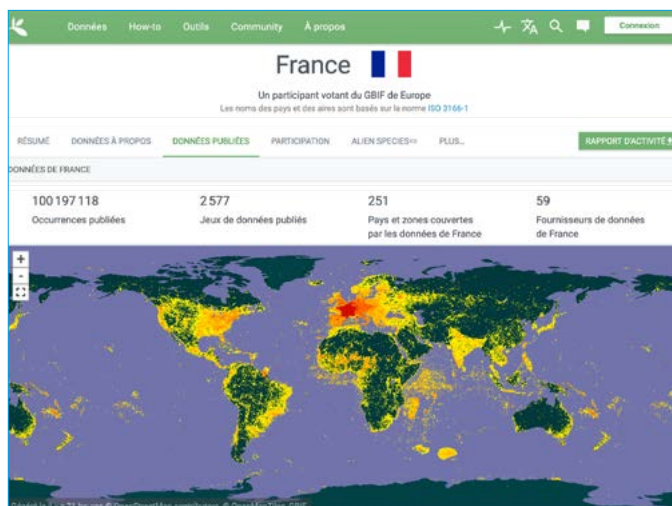 Données How-to Outils Community À propos Connexion
France
Un participant votant du GBIF de Europe
Les noms des pays et des aires sont basés sur la norme ISO 3166-1
RÉSUMÉ DONNÉES À PROPOS DONNÉES PUBLIÉES PARTICIPATION ALIEN SPECIES PLUS... RAPPORT D'ACTIVITÉ
DONNÉES DE FRANCE
100 197 118 2 577 251 59
Occurrences publiées Jeux de données publiés Pays et zones couvertes Fournisseurs de données
par les données de France de France
+
-